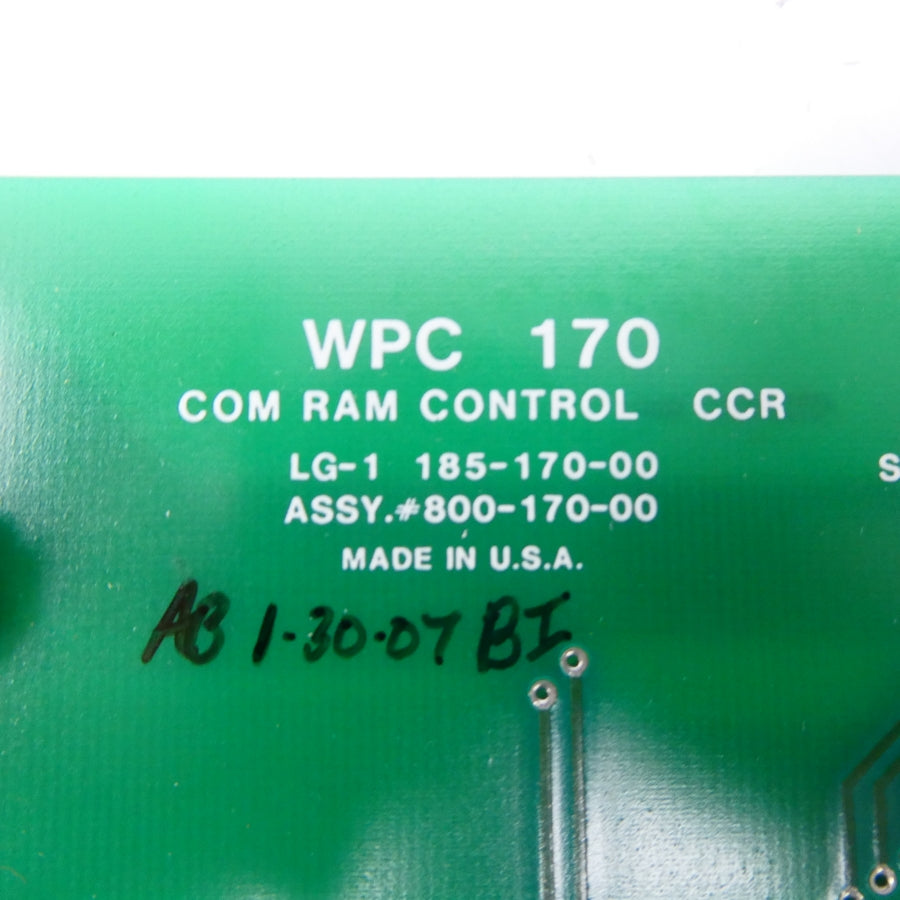 WPC 170
COM RAM CONTROL CCR
LG-1 185-170-00
S
ASSY.#800-170-00
MADE IN U.S.A.
AB 1-30-07 BI